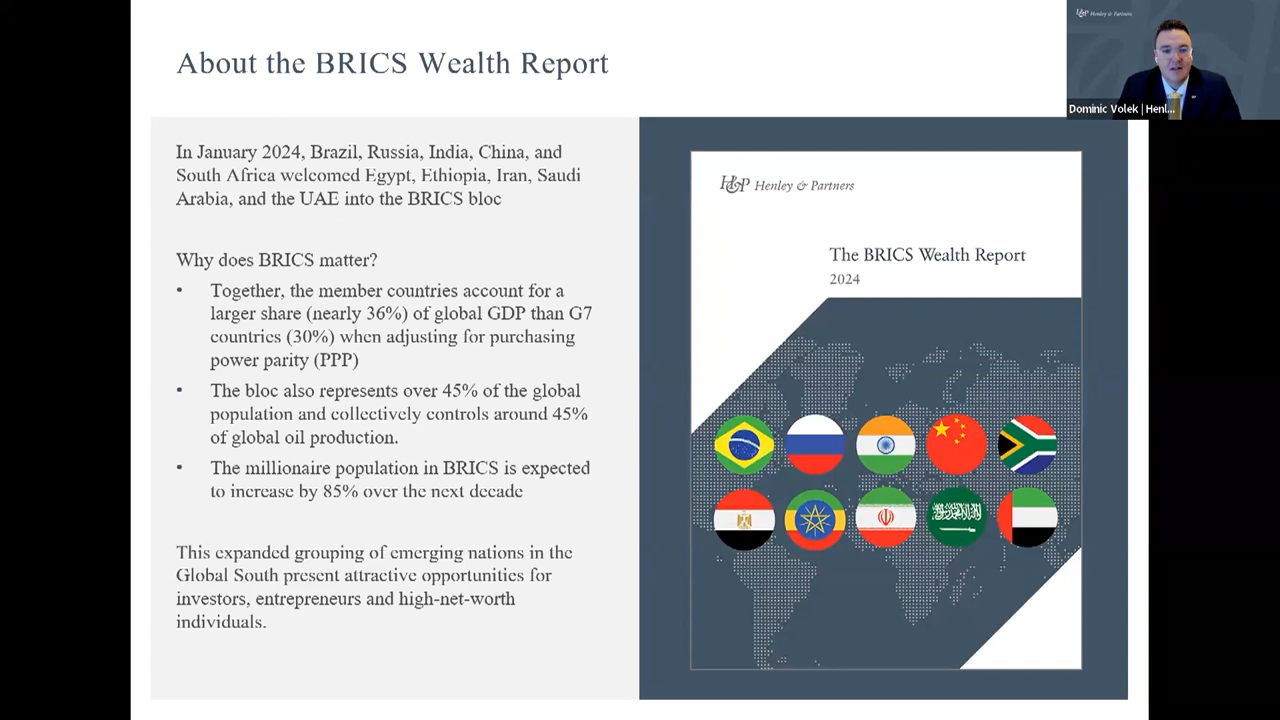 About the BRICS Wealth Report
In January 2024, Brazil, Russia, India, China, and
South Africa welcomed Egypt, Ethiopia, Iran, Saudi
Arabia, and the UAE into the BRICS bloc
Why does BRICS matter?
• Together, the member countries account for a
larger share (nearly 36%) of global GDP than G7
countries (30%) when adjusting for purchasing
power parity (PPP)
• The bloc also represents over 45% of the global
population and collectively controls around 45%
of global oil production.
• The millionaire population in BRICS is expected
to increase by 85% over the next decade
This expanded grouping of emerging nations in the
Global South present attractive opportunities for
investors, entrepreneurs and high-net-worth
individuals.
H&P Henley & Partners
The BRICS Wealth Report
2024
H&P Henley & Partners
Dominic Volek | Henl...